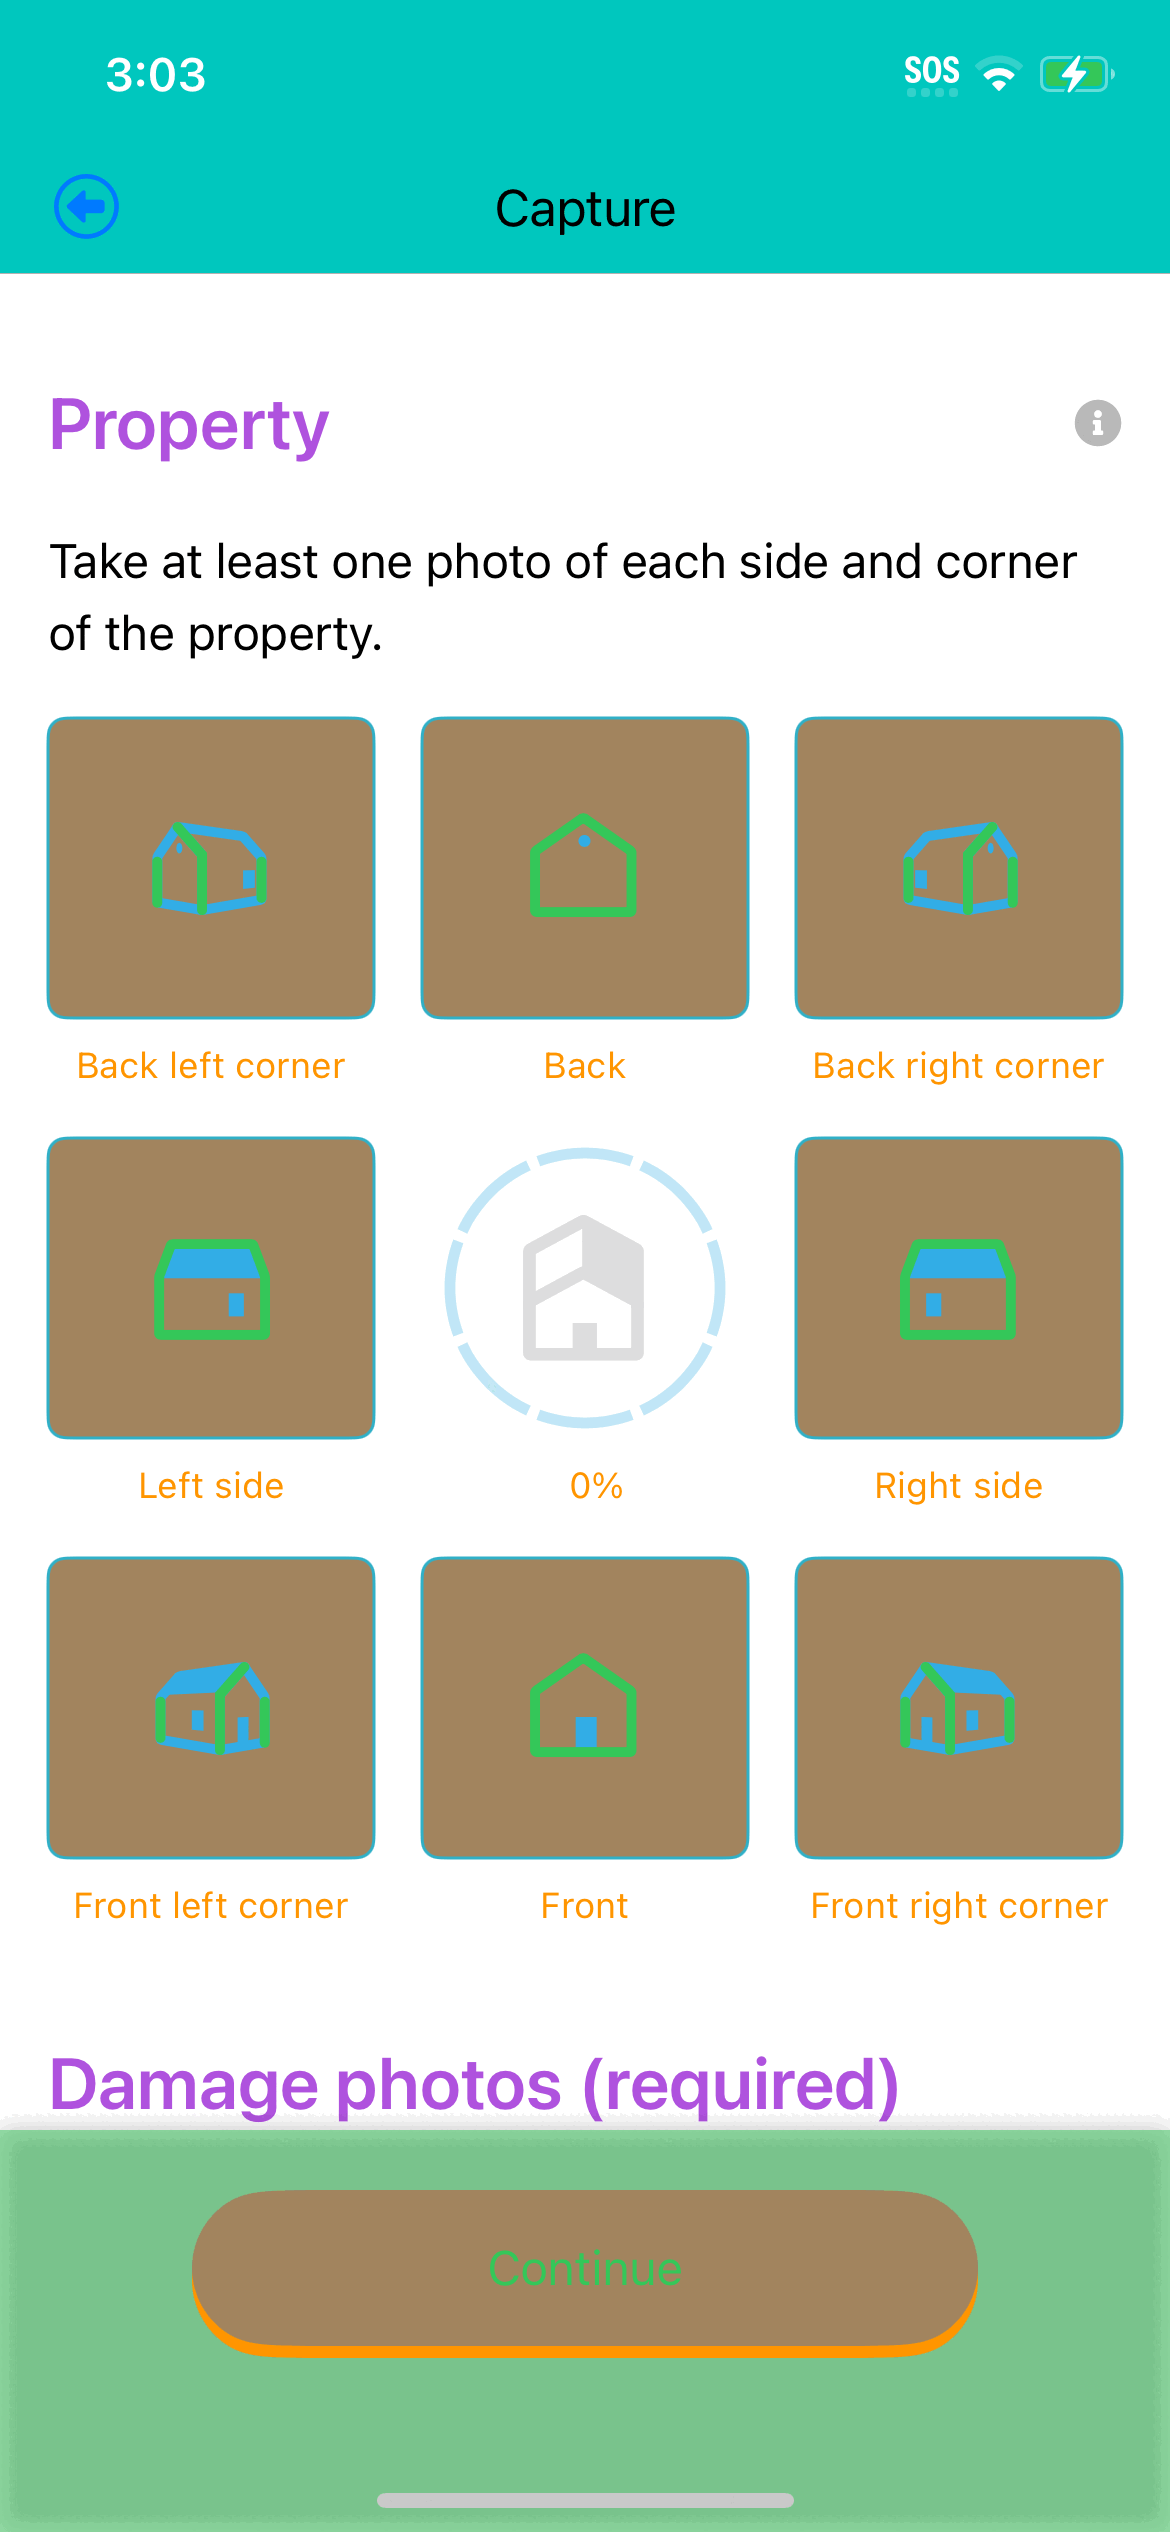 3:03
SOS
Capture
Property
Take at least one photo of each side and corner
of the property.
Back left corner
Back
Back right corner
Left side
0%
Right side
Front left corner
Front
Front right corner
Damage photos (required)
Continue